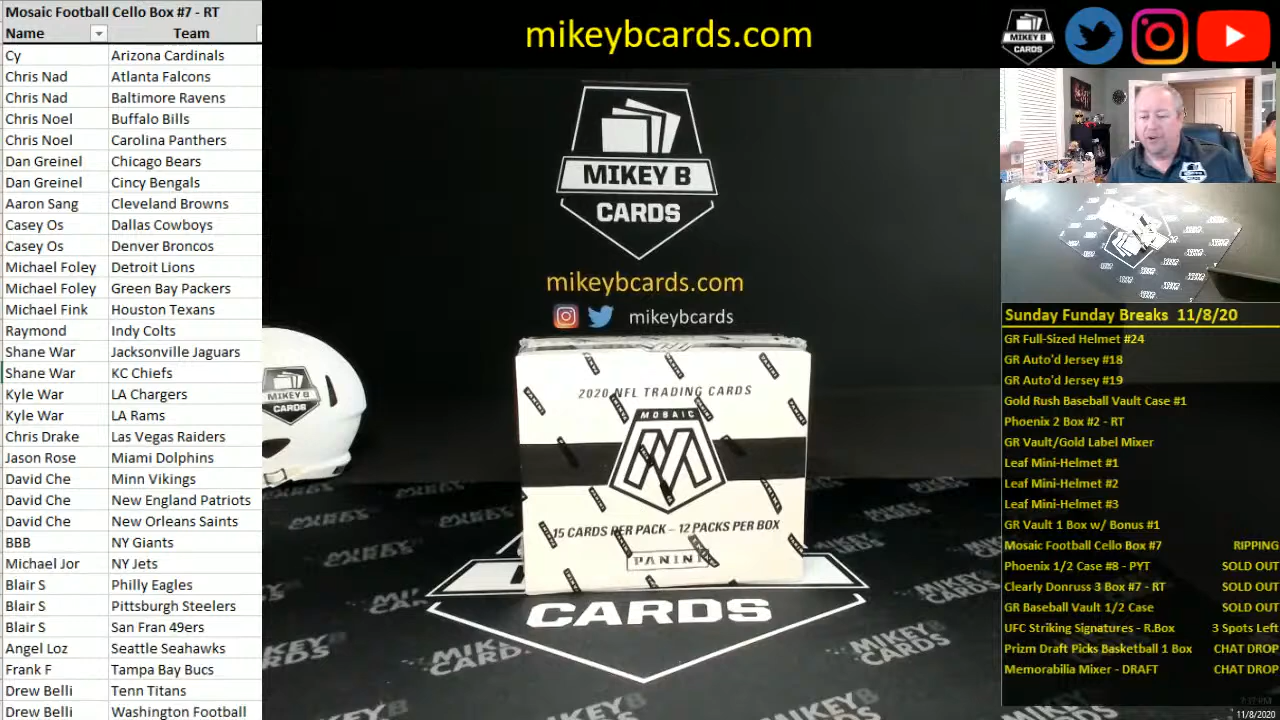 Mosaic Football Cello Box #7 - RT
Name Team
Cy Arizona Cardinals
Chris Nad Atlanta Falcons
Chris Nad Baltimore Ravens
Chris Noel Buffalo Bills
Chris Noel Carolina Panthers
Dan Greinel Chicago Bears
Dan Greinel Cincy Bengals
Aaron Sang Cleveland Browns
Casey Os Dallas Cowboys
Casey Os Denver Broncos
Michael Foley Detroit Lions
Michael Foley Green Bay Packers
Michael Fink Houston Texans
Raymond Indy Colts
Shane War Jacksonville Jaguars
Shane War KC Chiefs
Kyle War LA Chargers
Kyle War LA Rams
Chris Drake Las Vegas Raiders
Jason Rose Miami Dolphins
David Che Minn Vikings
David Che New England Patriots
David Che New Orleans Saints
BBB NY Giants
Michael Jor NY Jets
Blair S Philly Eagles
Blair S Pittsburgh Steelers
Blair S San Fran 49ers
Angel Loz Seattle Seahawks
Frank F Tampa Bay Bucs
Drew Belli Tenn Titans
Drew Belli Washington Football
mikeybcards.com
MIKEY B
CARDS
mikeybcards.com
mikeybcards
MIKEY B
CARDS
2020 NFL TRADING CARDS
MOSAIC
15 CARDS PER PACK - 12 PACKS PER BOX
PANINI
CARDS
MIKEY B
CARDS
Sunday Funday Breaks 11/8/20
GR Full-Sized Helmet #24
GR Auto'd Jersey #18
GR Auto'd Jersey #19
Gold Rush Baseball Vault Case #1
Phoenix 2 Box #2 - RT
GR Vault/Gold Label Mixer
Leaf Mini-Helmet #1
Leaf Mini-Helmet #2
Leaf Mini-Helmet #3
GR Vault 1 Box w/ Bonus #1
Mosaic Football Cello Box #7 RIPPING
Phoenix 1/2 Case #8 - PYT SOLD OUT
Clearly Donruss 3 Box #7 - RT SOLD OUT
GR Baseball Vault 1/2 Case SOLD OUT
UFC Striking Signatures - R.Box 3 Spots Left
Prizm Draft Picks Basketball 1 Box CHAT DROP
Memorabilia Mixer - DRAFT CHAT DROP
11/8/2020